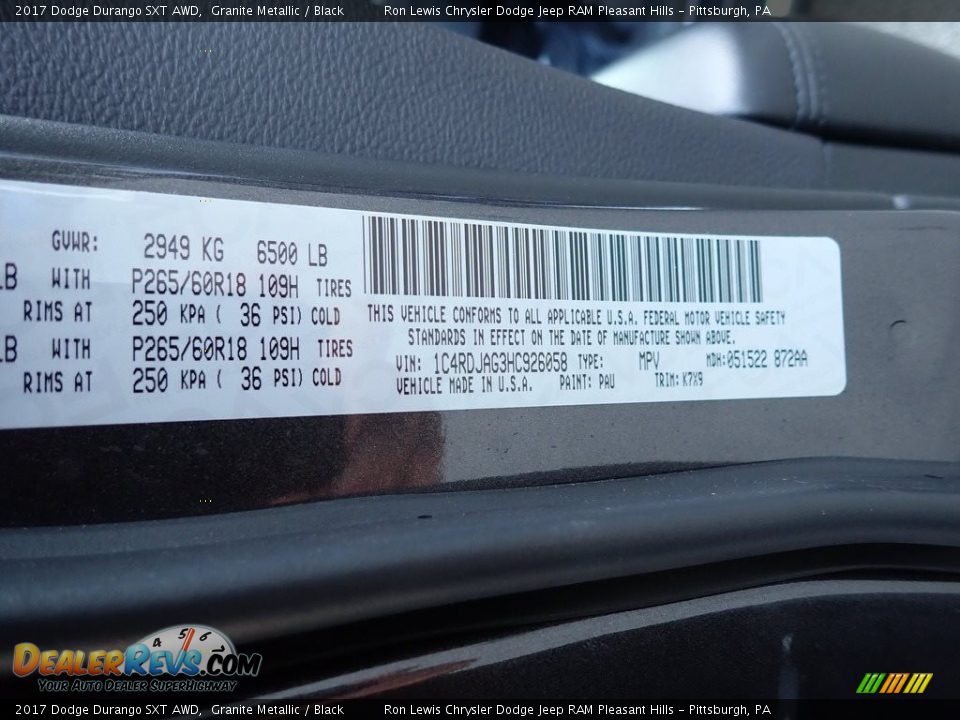 2017 Dodge Durango SXT AWD, Granite Metallic / Black Ron Lewis Chrysler Dodge Jeep RAM Pleasant Hills - Pittsburgh, PA
GVWR: 2949 KG 6500 LB
LB WITH P265/60R18 109H TIRES
RIMS AT 250 KPA ( 36 PSI) COLD
LB WITH P265/60R18 109H TIRES
RIMS AT 250 KPA ( 36 PSI) COLD
THIS VEHICLE CONFORMS TO ALL APPLICABLE U.S.A. FEDERAL MOTOR VEHICLE SAFETY
STANDARDS IN EFFECT ON THE DATE OF MANUFACTURE SHOWN ABOVE.
VIN: 1C4RDJAG3HC926058 TYPE: MPV MDH:051522 872AA
VEHICLE MADE IN U.S.A. PAINT: PAU TRIM: K7X9
4 5 6 7
DEALERREVS.COM
YOUR AUTO DEALER SUPERHIGHWAY
2017 Dodge Durango SXT AWD, Granite Metallic / Black Ron Lewis Chrysler Dodge Jeep RAM Pleasant Hills - Pittsburgh, PA